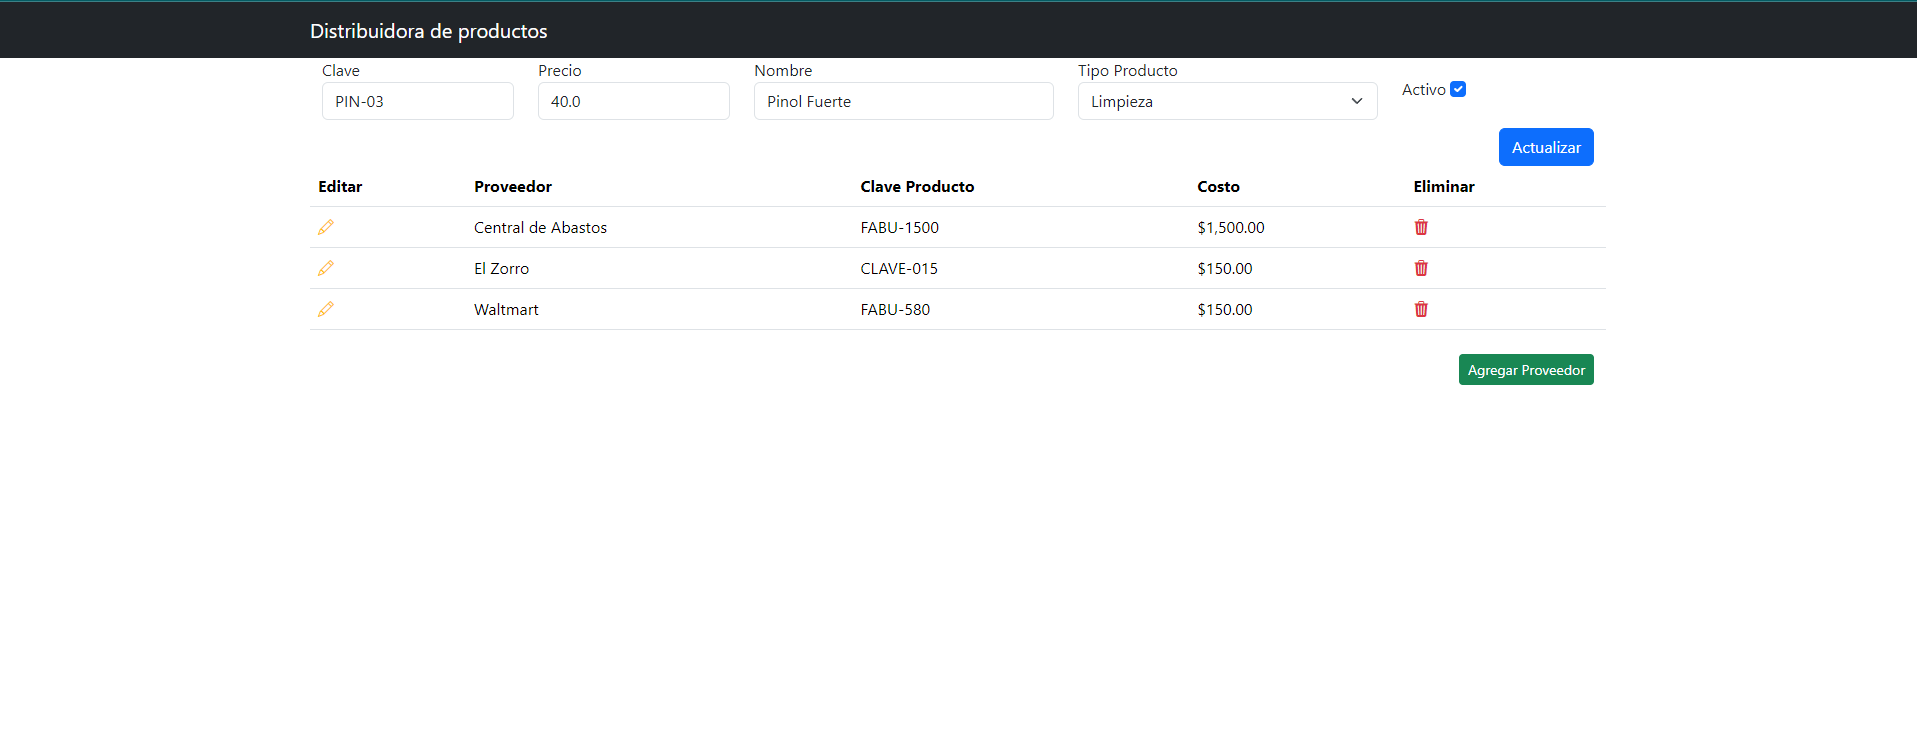 Distribuidora de productos
Clave Precio Nombre Tipo Producto
Activo
PIN-03 40.0 Pinol Fuerte Limpieza
Actualizar
Editar Proveedor Clave Producto Costo Eliminar
Central de Abastos FABU-1500 $1,500.00
El Zorro CLAVE-015 $150.00
Waltmart FABU-580 $150.00
Agregar Proveedor